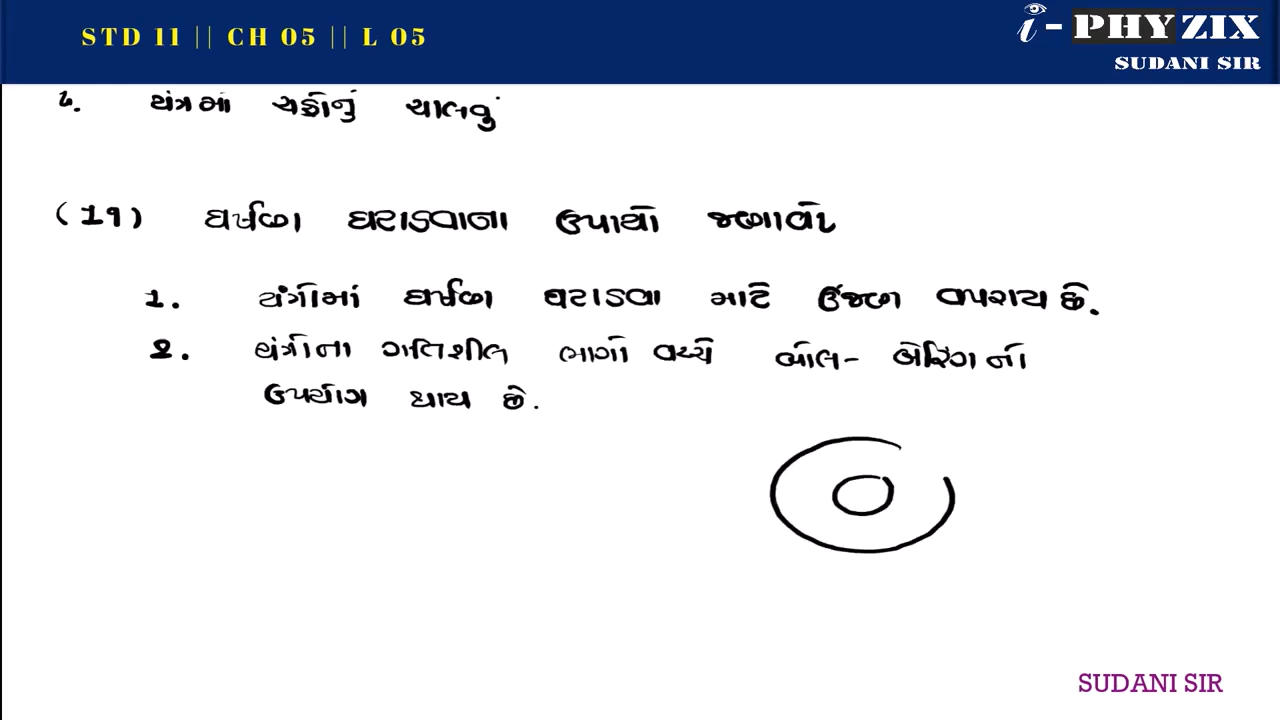 STD 11 || CH 05 || L 05
i - PHYZIX
SUDANI SIR
યંત્રમાં ચક્રોનું ચાલવું
(19) ઘર્ષણ ઘટાડવાના ઉપાયો જણાવો
1. યંત્રોમાં ઘર્ષણ ઘટાડવા માટે ઊંજણ વપરાય છે.
2. યંત્રોના ગતિશીલ ભાગો વચ્ચે બોલ- બેરિંગનો
ઉપયોગ થાય છે.
SUDANI SIR